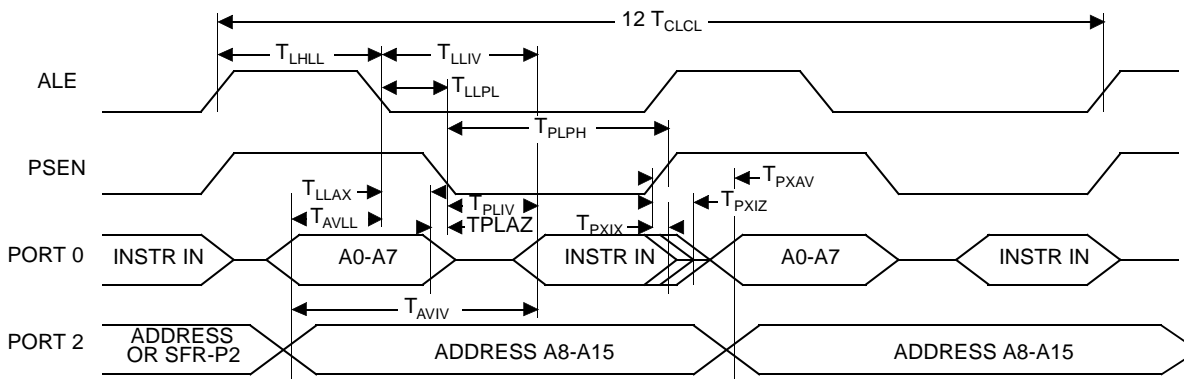 12 TCLCL
TLHLL TLLIV
ALE TLLPL
TPLPH
PSEN
TLLAX TPXAV
TAVLL TPLIV TPXIZ
TPLAZ TPXIX
PORT 0 INSTR IN A0-A7 INSTR IN A0-A7 INSTR IN
TAVIV
PORT 2 ADDRESS OR SFR-P2 ADDRESS A8-A15 ADDRESS A8-A15